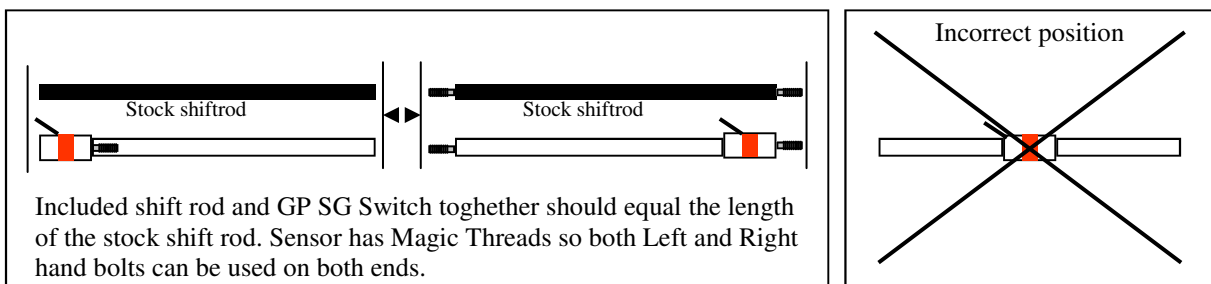 Incorrect position
Stock shiftrod
Stock shiftrod
Included shift rod and GP SG Switch toghether should equal the length
of the stock shift rod. Sensor has Magic Threads so both Left and Right
hand bolts can be used on both ends.